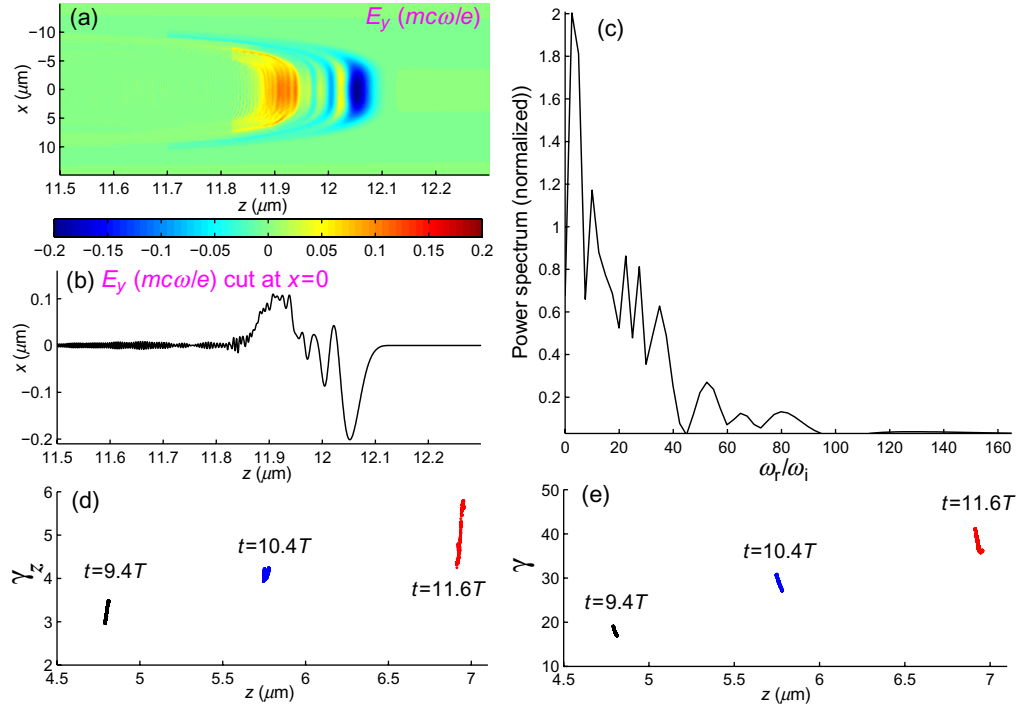 (a)
E_y (mcω/e)
−10
−5
0
5
10
x (μm)
11.5 11.6 11.7 11.8 11.9 12 12.1 12.2
z (μm)
−0.2 −0.15 −0.1 −0.05 0 0.05 0.1 0.15 0.2
(b) E_y (mcω/e) cut at x=0
0.1
0
−0.1
−0.2
x (μm)
11.5 11.6 11.7 11.8 11.9 12 12.1 12.2
z (μm)
(c)
2
1.8
1.6
1.4
1.2
1
0.8
0.6
0.4
0.2
Power spectrum (normalized))
0 20 40 60 80 100 120 140 160
ω_r/ω_i
(d)
6
5
4
3
2
γ_z
t=9.4T
t=10.4T
t=11.6T
4.5 5 5.5 6 6.5 7
z (μm)
(e)
50
40
30
20
10
γ
t=9.4T
t=10.4T
t=11.6T
4.5 5 5.5 6 6.5 7
z (μm)